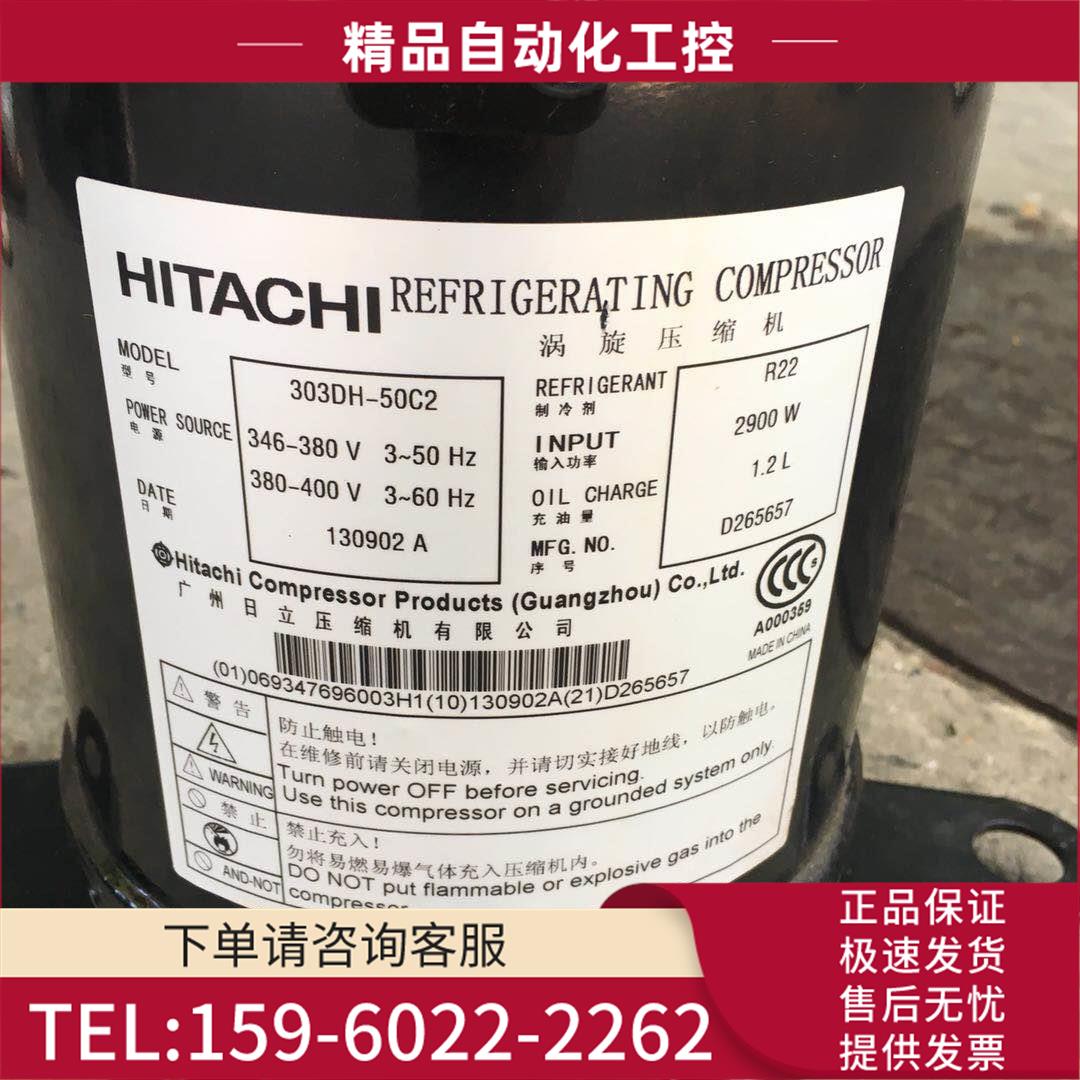 精品自动化工控
HITACHI REFRIGERATING COMPRESSOR
涡旋压缩机
MODEL 303DH-50C2
型号
POWER SOURCE 346-380 V 3~50 Hz
电源 380-400 V 3~60 Hz
DATE 130902 A
日期
REFRIGERANT R22
制冷剂
INPUT 2900 W
输入功率
OIL CHARGE 1.2 L
充油量
MFG. NO. D265657
序号
Hitachi Compressor Products (Guangzhou) Co.,Ltd.
广州日立压缩机有限公司
CCC S
A000359
MADE IN CHINA
(01)069347696003H1(10)130902A(21)D265657
警告
WARNING
防止触电！
在维修前请关闭电源，并请切实接好地线，以防触电。
Turn power OFF before servicing.
Use this compressor on a grounded system only.
禁止
AND-NOT
禁止充入！
勿将易燃易爆气体充入压缩机内。
DO NOT put flammable or explosive gas into the
compressor
下单请咨询客服
TEL:159-6022-2262
正品保证
极速发货
售后无忧
提供发票